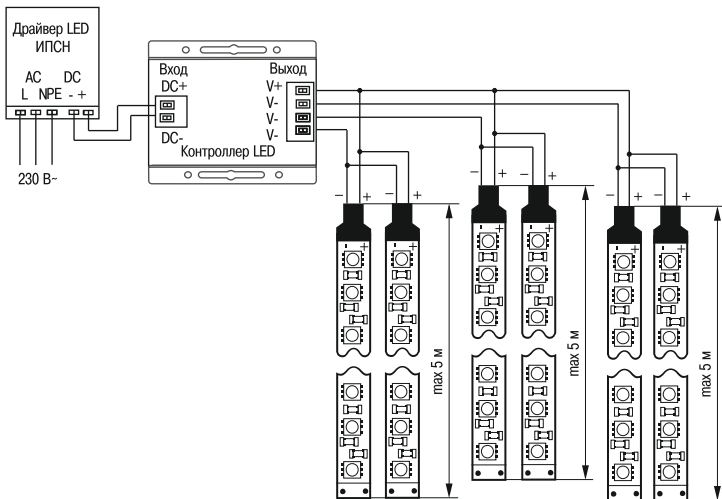 Драйвер LED
ИПСН
AC DC
L N PE - +
230 В~
Вход
DC+
DC-
Выход
V+
V-
V-
V-
Контроллер LED
- + - +
- + - +
- + - +
- +
+
- +
+
- +
+
max 5 м
max 5 м
max 5 м